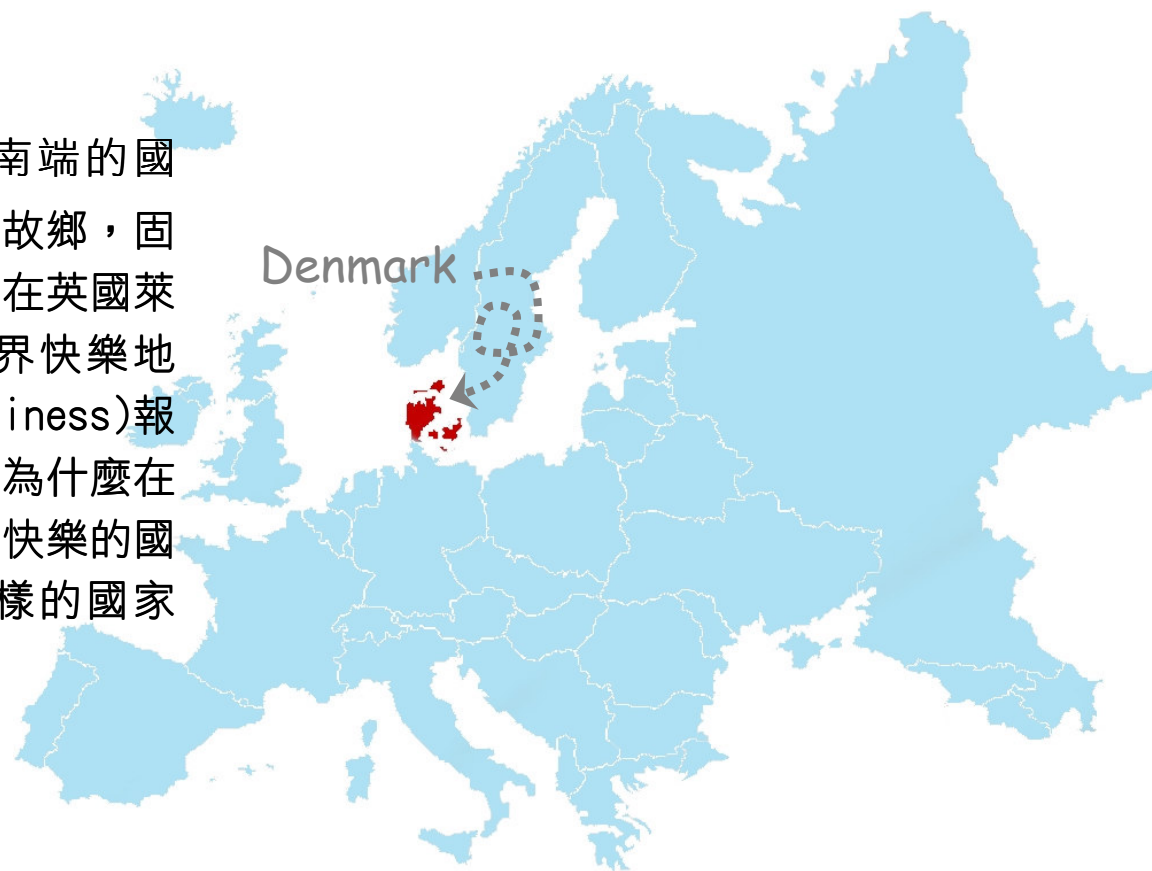 南端的國
故鄉，固
在英國萊
界快樂地
iness)報
為什麼在
快樂的國
樣的國家
Denmark